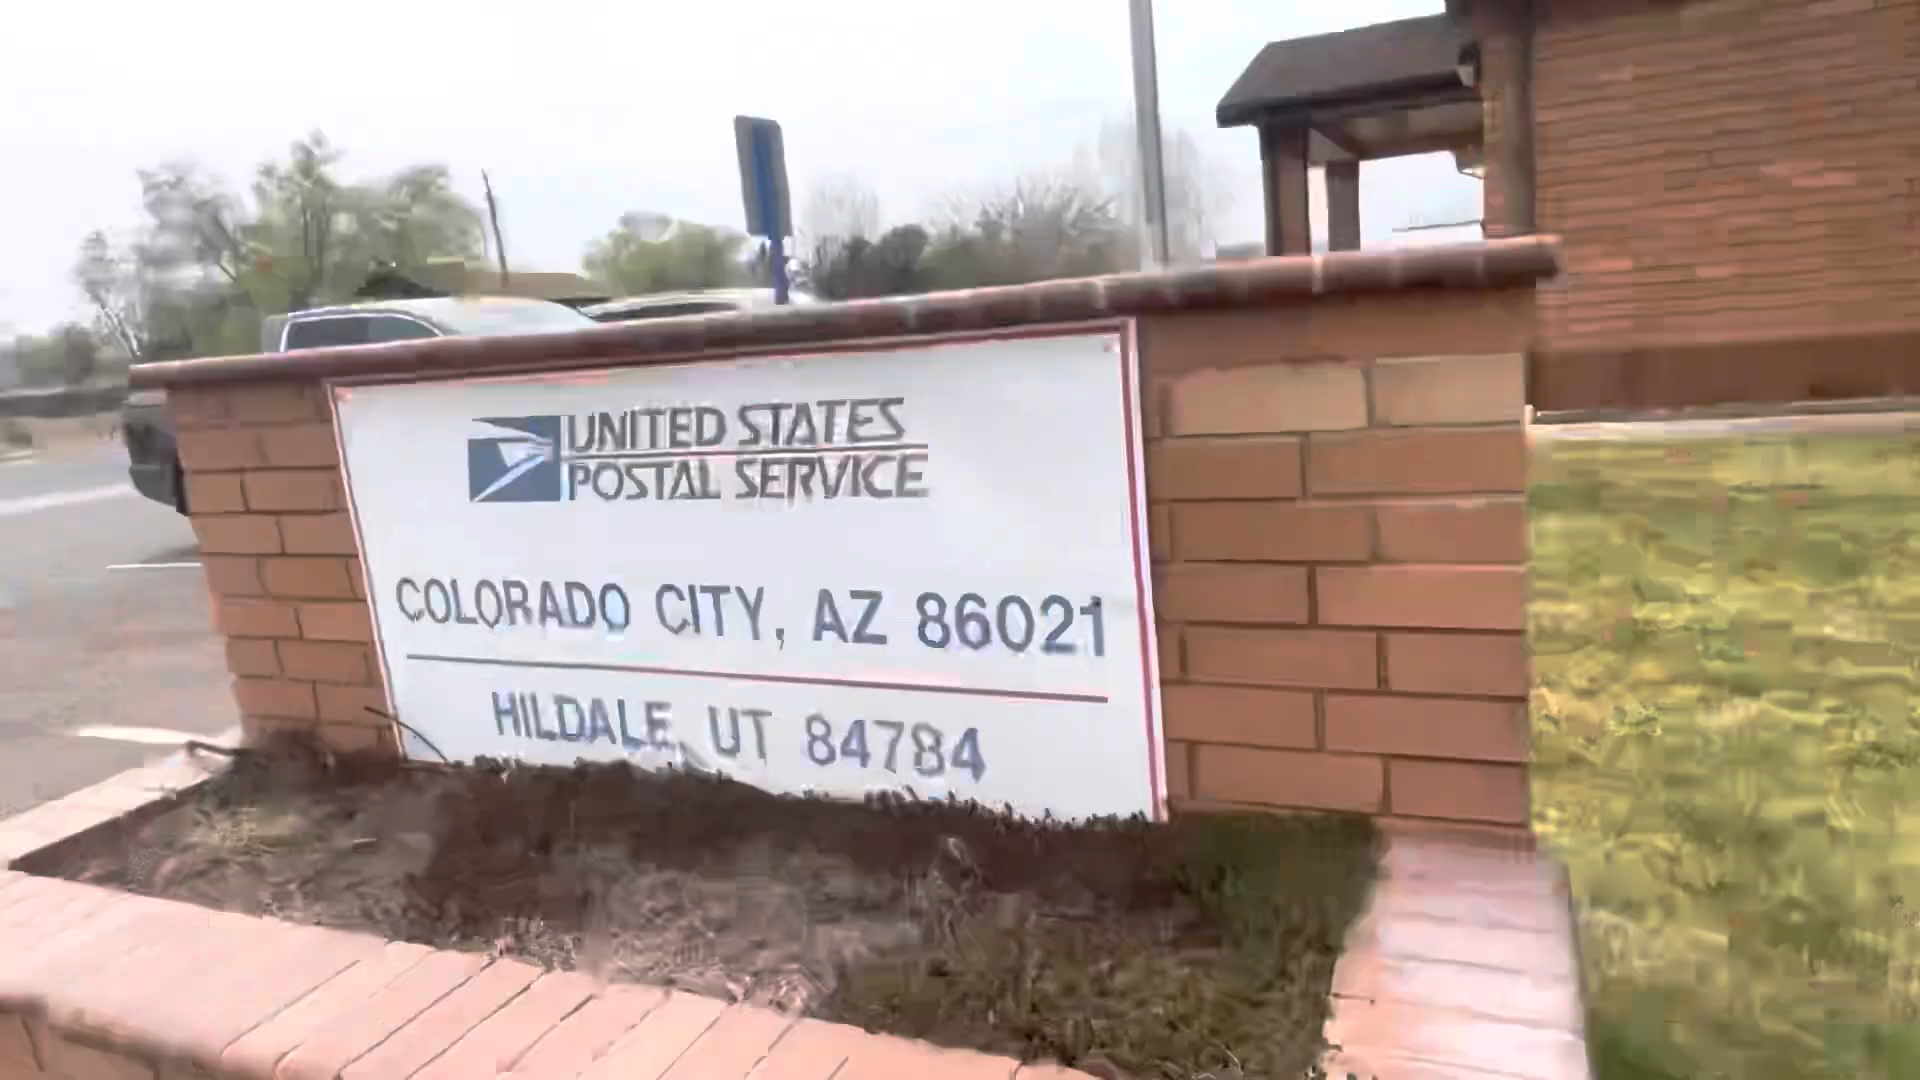 UNITED STATES
POSTAL SERVICE
COLORADO CITY, AZ 86021
HILDALE, UT 84784